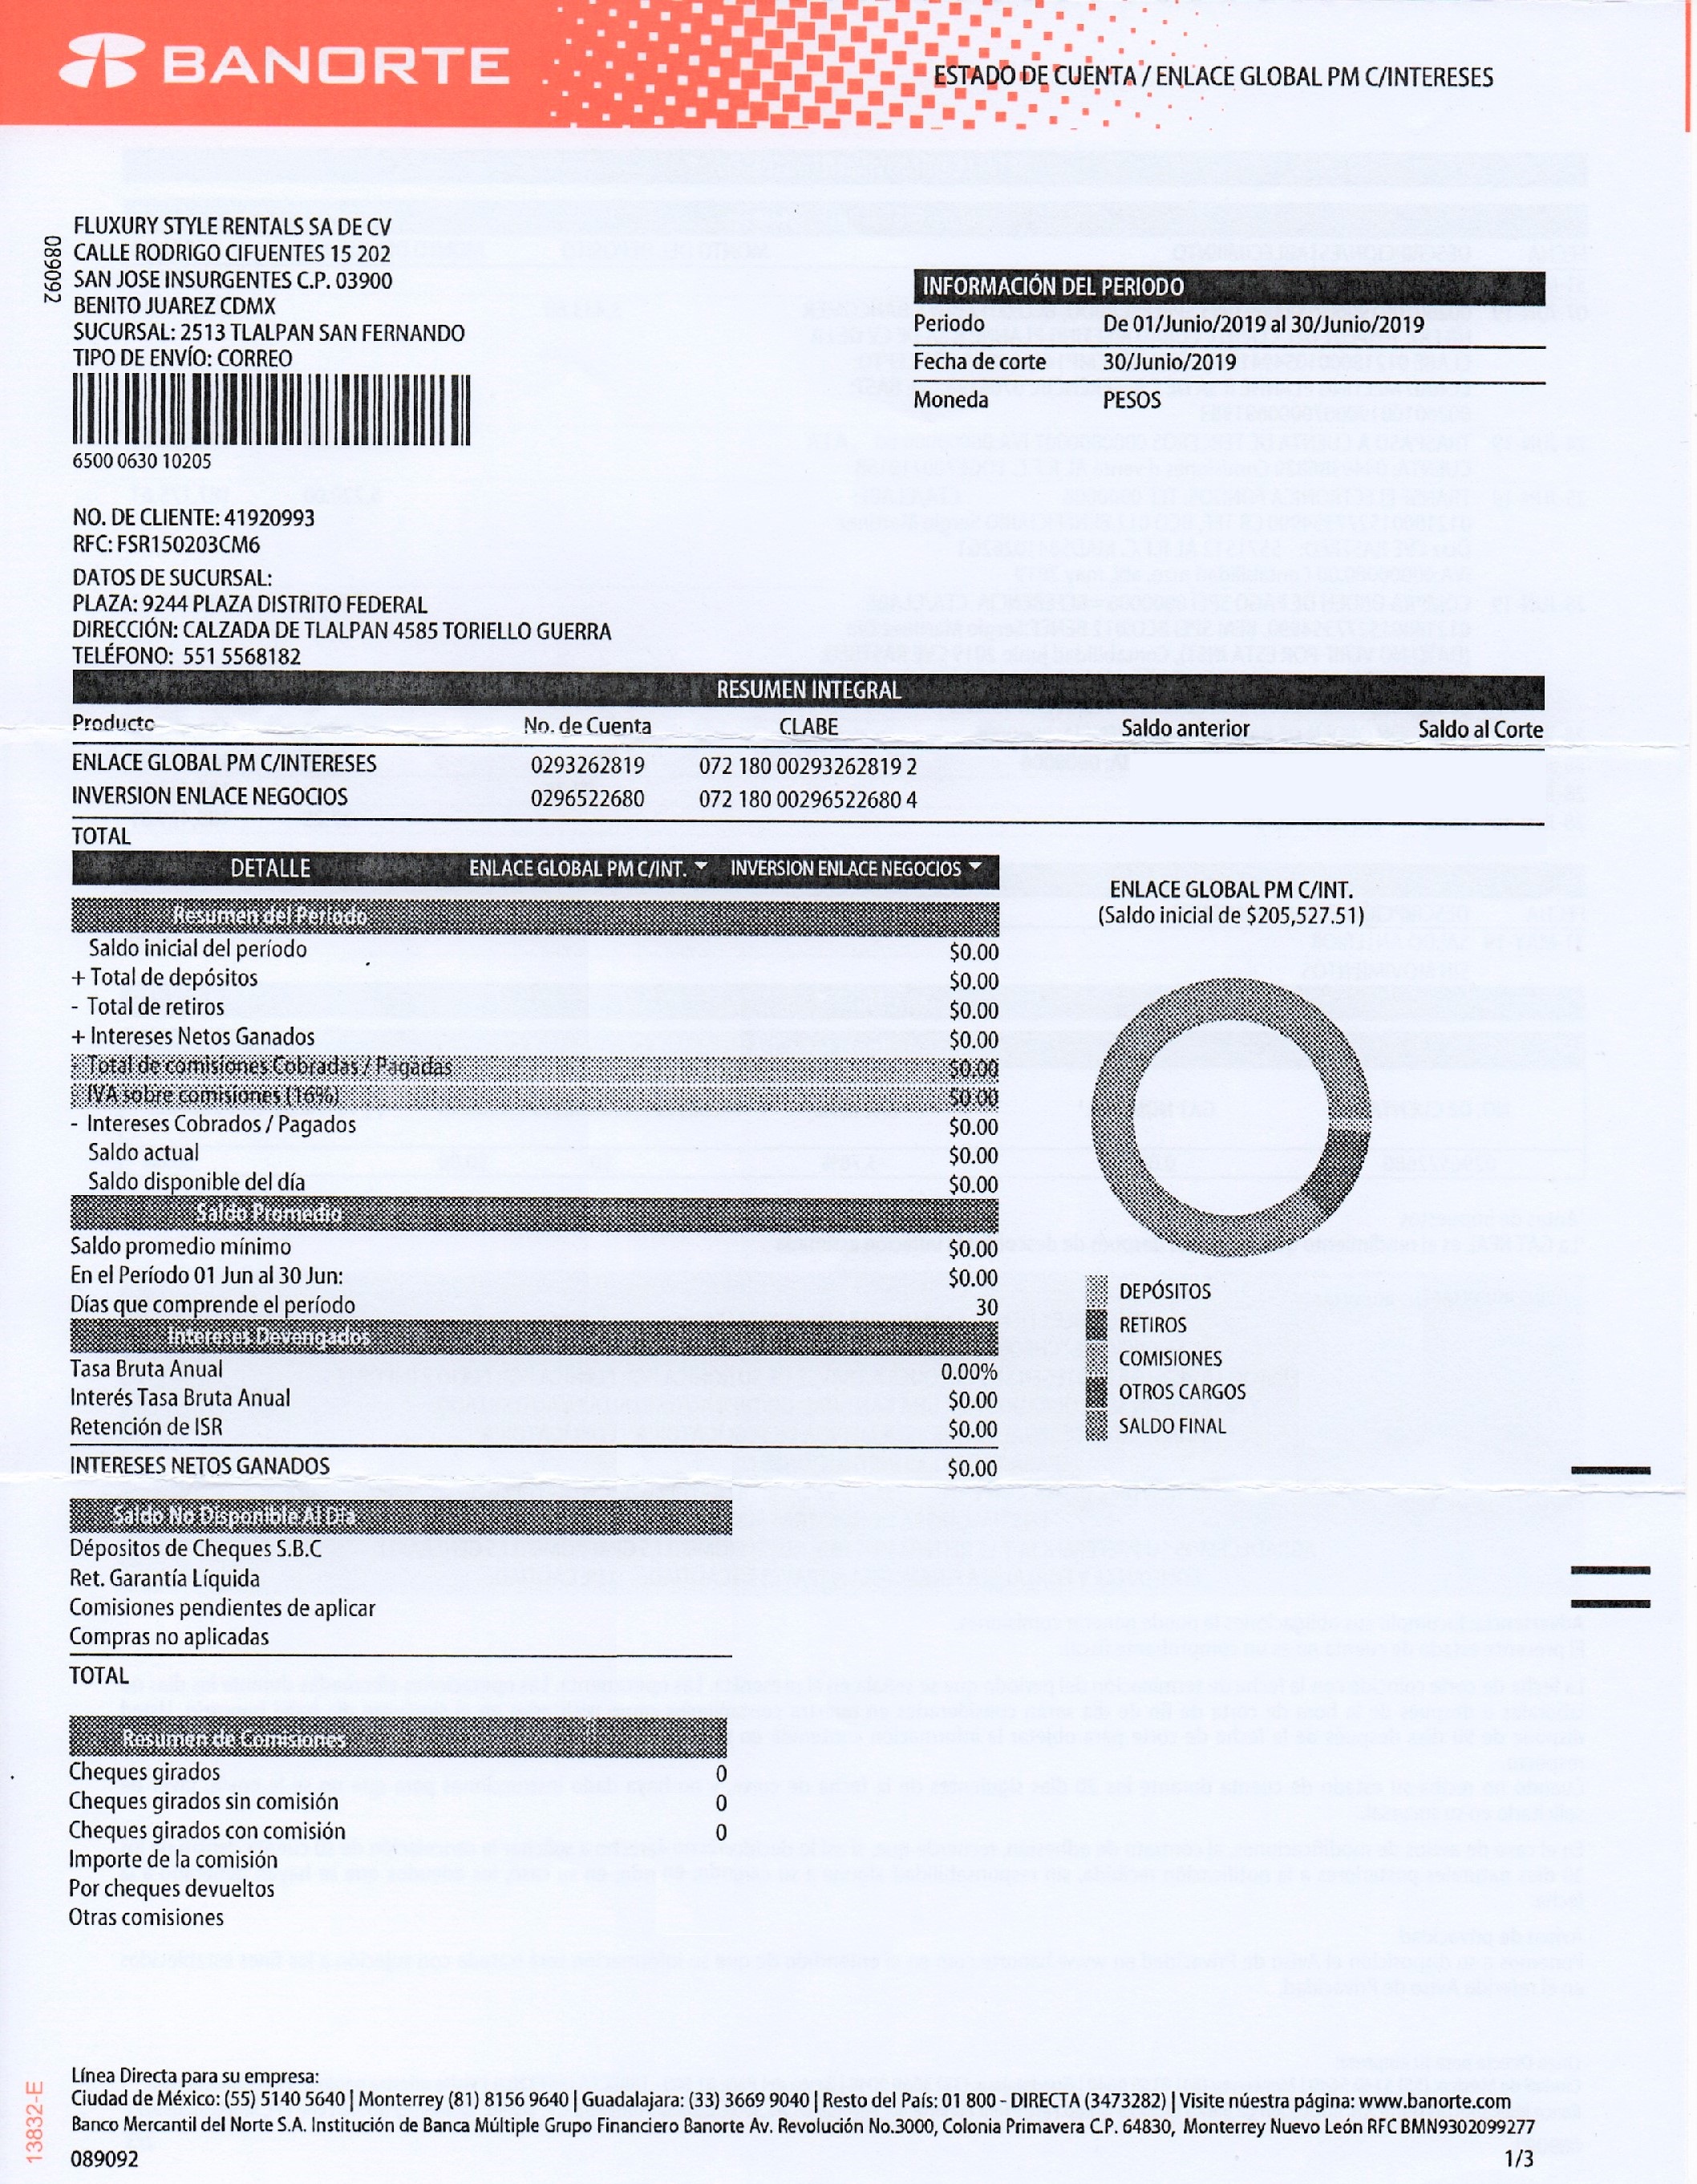 BANORTE
ESTADO DE CUENTA / ENLACE GLOBAL PM C/INTERESES
089092
FLUXURY STYLE RENTALS SA DE CV
CALLE RODRIGO CIFUENTES 15 202
SAN JOSE INSURGENTES C.P. 03900
BENITO JUAREZ CDMX
SUCURSAL: 2513 TLALPAN SAN FERNANDO
TIPO DE ENVÍO: CORREO
6500 0630 10205
INFORMACIÓN DEL PERIODO
Periodo De 01/Junio/2019 al 30/Junio/2019
Fecha de corte 30/Junio/2019
Moneda PESOS
NO. DE CLIENTE: 41920993
RFC: FSR150203CM6
DATOS DE SUCURSAL:
PLAZA: 9244 PLAZA DISTRITO FEDERAL
DIRECCIÓN: CALZADA DE TLALPAN 4585 TORIELLO GUERRA
TELÉFONO: 551 5568182
RESUMEN INTEGRAL
Producto No. de Cuenta CLABE Saldo anterior Saldo al Corte
ENLACE GLOBAL PM C/INTERESES 0293262819 072 180 00293262819 2
INVERSION ENLACE NEGOCIOS 0296522680 072 180 00296522680 4
TOTAL
DETALLE ENLACE GLOBAL PM C/INT. INVERSION ENLACE NEGOCIOS
Resumen del Periodo
Saldo inicial del período $0.00
+ Total de depósitos $0.00
- Total de retiros $0.00
+ Intereses Netos Ganados $0.00
- Total de comisiones Cobradas / Pagadas $0.00
- IVA sobre comisiones (16%) $0.00
- Intereses Cobrados / Pagados $0.00
Saldo actual $0.00
Saldo disponible del día $0.00
Saldo Promedio
Saldo promedio mínimo $0.00
En el Período 01 Jun al 30 Jun: $0.00
Días que comprende el período 30
Intereses Devengados
Tasa Bruta Anual 0.00%
Interés Tasa Bruta Anual $0.00
Retención de ISR $0.00
INTERESES NETOS GANADOS $0.00
ENLACE GLOBAL PM C/INT.
(Saldo inicial de $205,527.51)
DEPÓSITOS
RETIROS
COMISIONES
OTROS CARGOS
SALDO FINAL
Saldo No Disponible Al Día
Dépositos de Cheques S.B.C
Ret. Garantía Líquida
Comisiones pendientes de aplicar
Compras no aplicadas
TOTAL
Resumen de Comisiones
Cheques girados 0
Cheques girados sin comisión 0
Cheques girados con comisión 0
Importe de la comisión
Por cheques devueltos
Otras comisiones
13832-E
Línea Directa para su empresa:
Ciudad de México: (55) 5140 5640 | Monterrey (81) 8156 9640 | Guadalajara: (33) 3669 9040 | Resto del País: 01 800 - DIRECTA (3473282) | Visite núestra página: www.banorte.com
Banco Mercantil del Norte S.A. Institución de Banca Múltiple Grupo Financiero Banorte Av. Revolución No.3000, Colonia Primavera C.P. 64830, Monterrey Nuevo León RFC BMN9302099277
089092 1/3